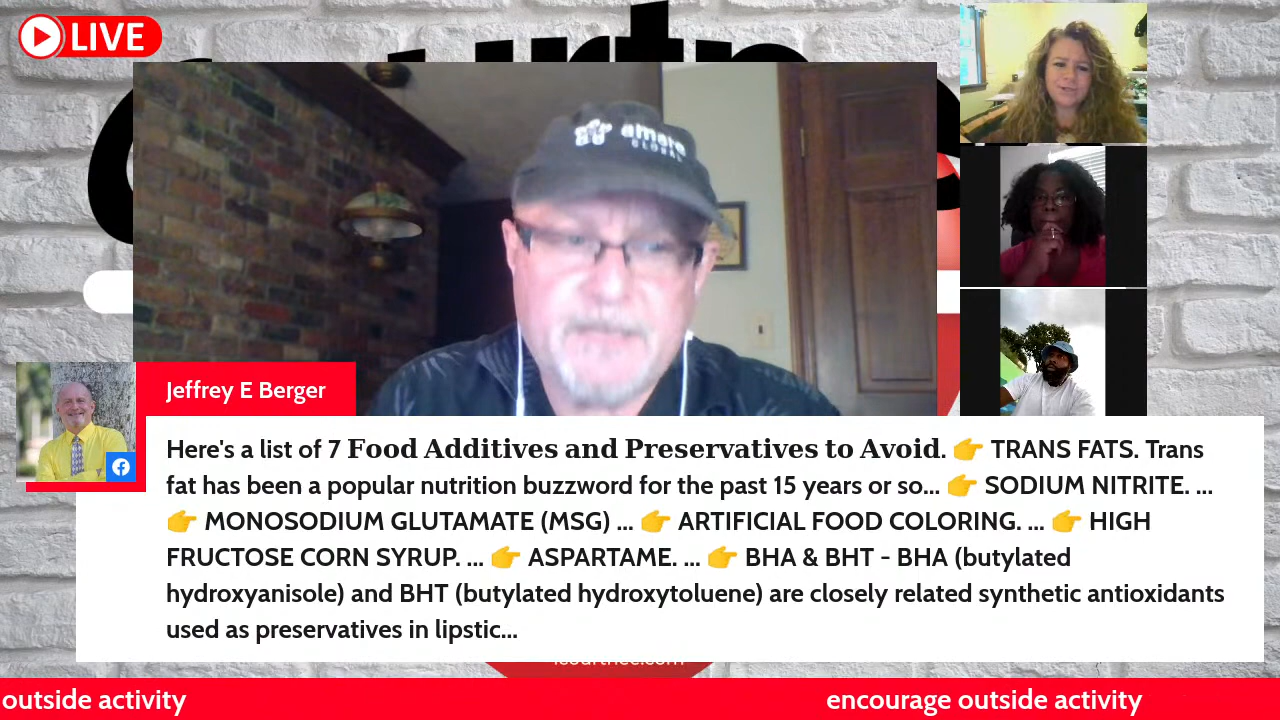 LIVE
amare
GLOBAL
Jeffrey E Berger
Here's a list of 7 𝐅𝐨𝐨𝐝 𝐀𝐝𝐝𝐢𝐭𝐢𝐯𝐞𝐬 𝐚𝐧𝐝 𝐏𝐫𝐞𝐬𝐞𝐫𝐯𝐚𝐭𝐢𝐯𝐞𝐬 𝐭𝐨 𝐀𝐯𝐨𝐢𝐝. 👉 TRANS FATS. Trans
fat has been a popular nutrition buzzword for the past 15 years or so... 👉 SODIUM NITRITE. ...
👉 MONOSODIUM GLUTAMATE (MSG) ... 👉 ARTIFICIAL FOOD COLORING. ... 👉 HIGH
FRUCTOSE CORN SYRUP. ... 👉 ASPARTAME. ... 👉 BHA & BHT - BHA (butylated
hydroxyanisole) and BHT (butylated hydroxytoluene) are closely related synthetic antioxidants
used as preservatives in lipstic...
outside activity
encourage outside activity